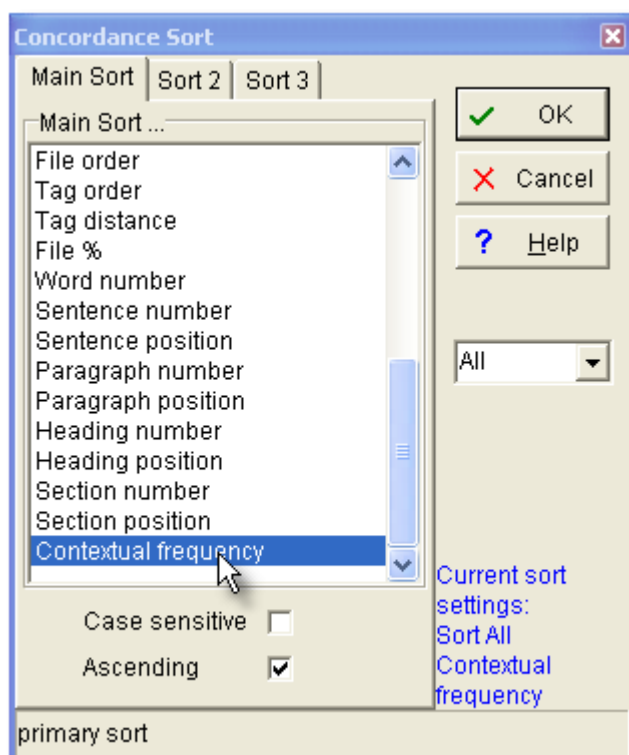 Concordance Sort
Main Sort
Sort 2
Sort 3
Main Sort ...
File order
Tag order
Tag distance
File %
Word number
Sentence number
Sentence position
Paragraph number
Paragraph position
Heading number
Heading position
Section number
Section position
Contextual frequency
Case sensitive
Ascending
OK
Cancel
? Help
All
Current sort
settings:
Sort All
Contextual
frequency
primary sort